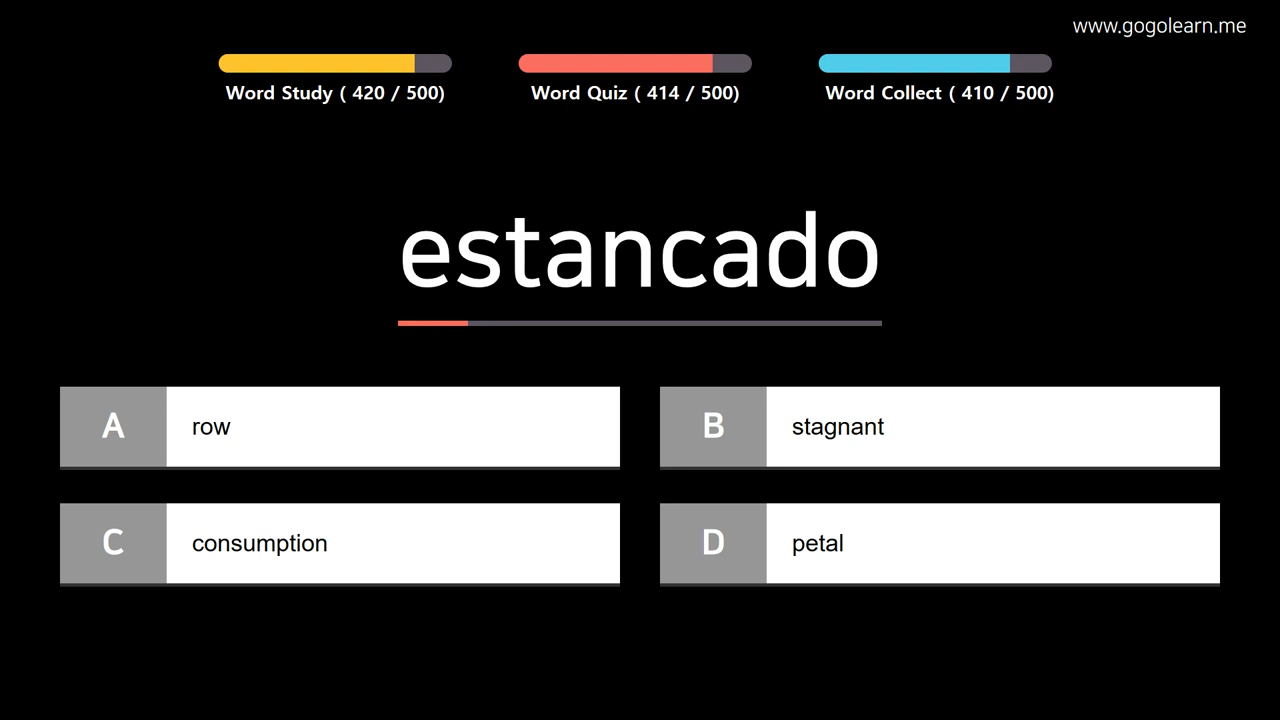 www.gogolearn.me
Word Study ( 420 / 500)
Word Quiz ( 414 / 500)
Word Collect ( 410 / 500)
estancado
A row
B stagnant
C consumption
D petal